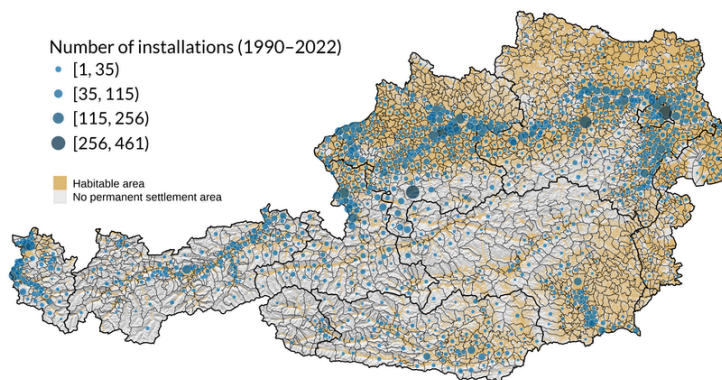 Number of installations (1990–2022)
[1, 35)
[35, 115)
[115, 256)
[256, 461)
Habitable area
No permanent settlement area